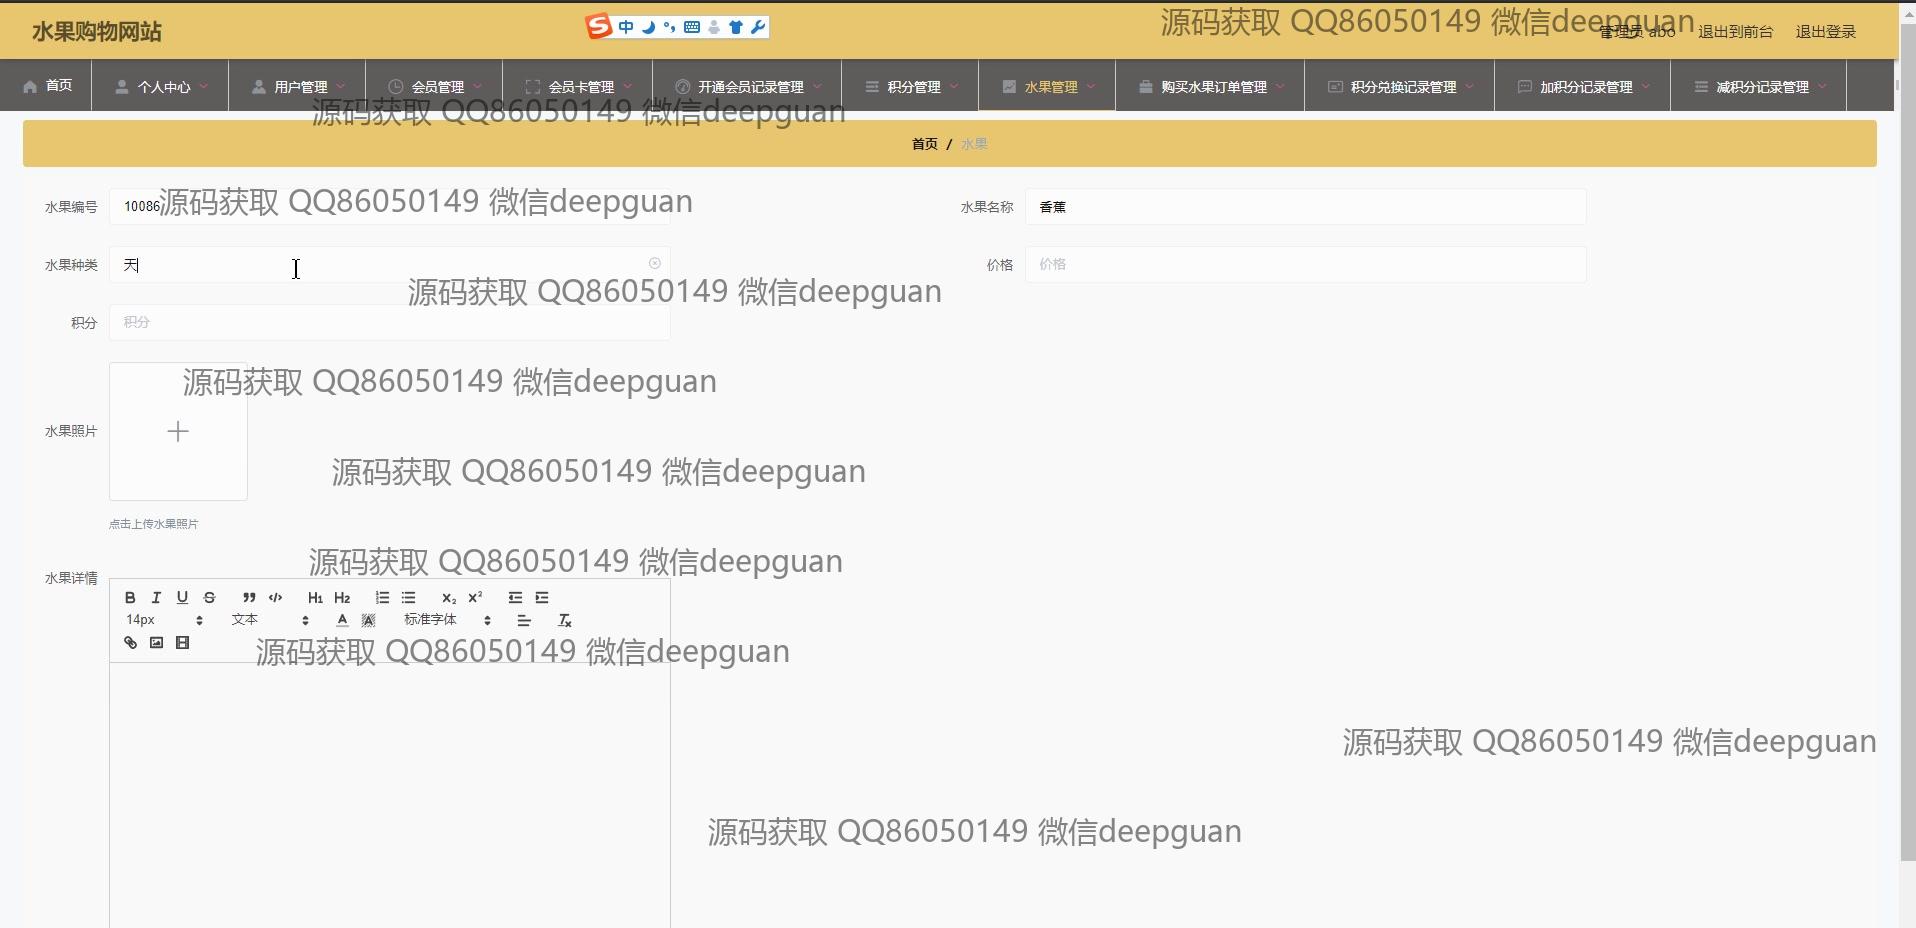 水果购物网站
中
源码获取 QQ86050149 微信deepguan
管理员 abo 退出到前台 退出登录
首页 个人中心 用户管理 会员管理 会员卡管理 开通会员记录管理 积分管理 水果管理 购买水果订单管理 积分兑换记录管理 加积分记录管理 减积分记录管理
源码获取 QQ86050149 微信deepguan
首页 / 水果
水果编号 10086
源码获取 QQ86050149 微信deepguan
水果名称 香蕉
水果种类 天
价格 价格
源码获取 QQ86050149 微信deepguan
积分 积分
源码获取 QQ86050149 微信deepguan
水果照片
源码获取 QQ86050149 微信deepguan
点击上传水果照片
源码获取 QQ86050149 微信deepguan
水果详情
B I U S H1 H2 X2 X2
14px 文本 A A 标准字体 Tx
源码获取 QQ86050149 微信deepguan
源码获取 QQ86050149 微信deepguan
源码获取 QQ86050149 微信deepguan